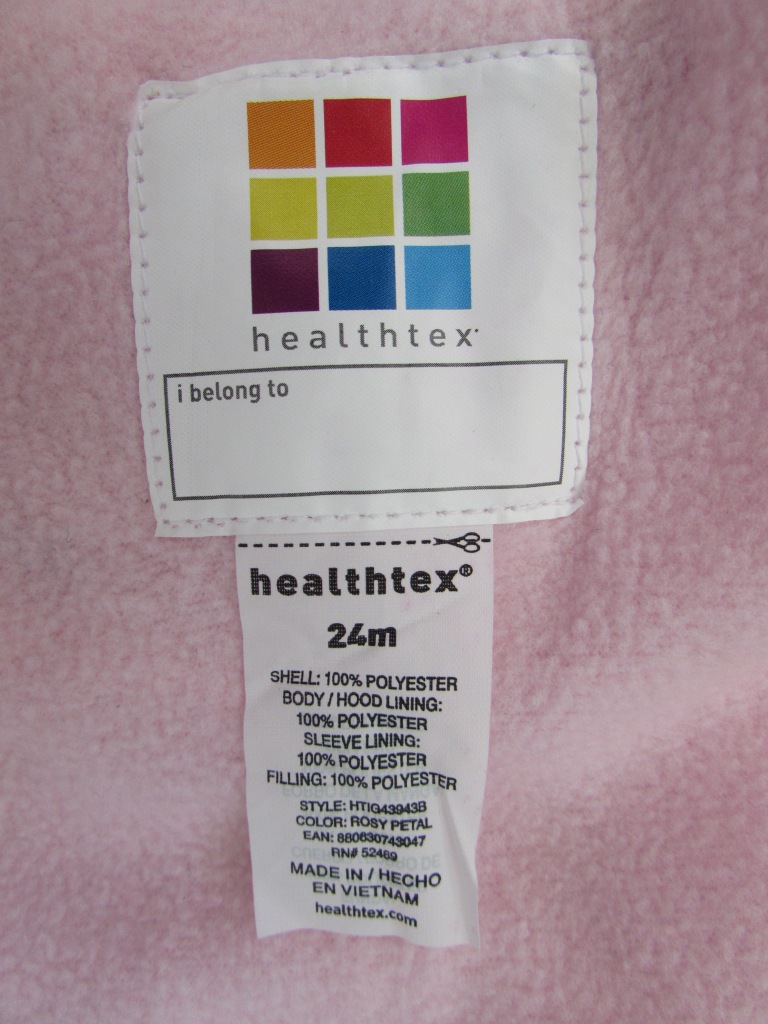 healthtex
i belong to
healthtex®
24m
SHELL: 100% POLYESTER
BODY / HOOD LINING:
100% POLYESTER
SLEEVE LINING:
100% POLYESTER
FILLING: 100% POLYESTER
STYLE: HTIG43943B
COLOR: ROSY PETAL
EAN: 880630743047
RN# 52469
MADE IN / HECHO
EN VIETNAM
healthtex.com